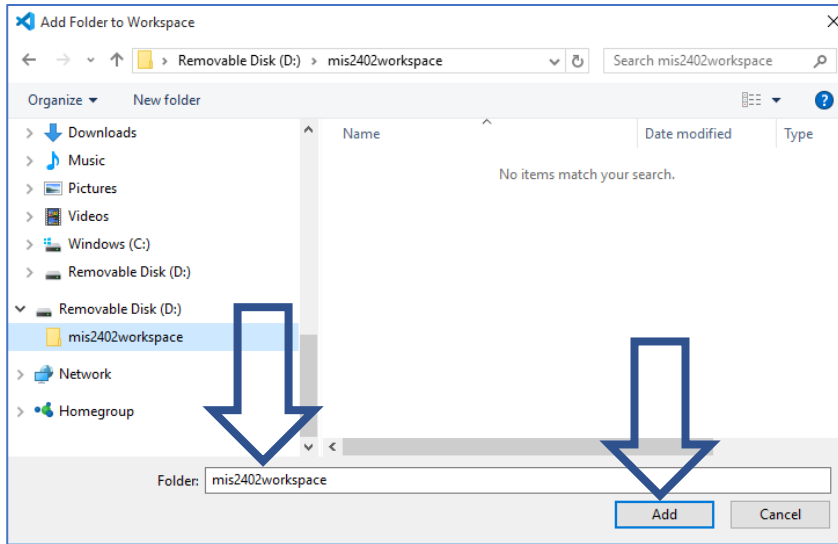 Add Folder to Workspace
Removable Disk (D:) › mis2402workspace
Search mis2402workspace
Organize
New folder
?
Name
Date modified
Type
No items match your search.
Downloads
Music
Pictures
Videos
Windows (C:)
Removable Disk (D:)
Removable Disk (D:)
mis2402workspace
Network
Homegroup
Folder: mis2402workspace
Add
Cancel